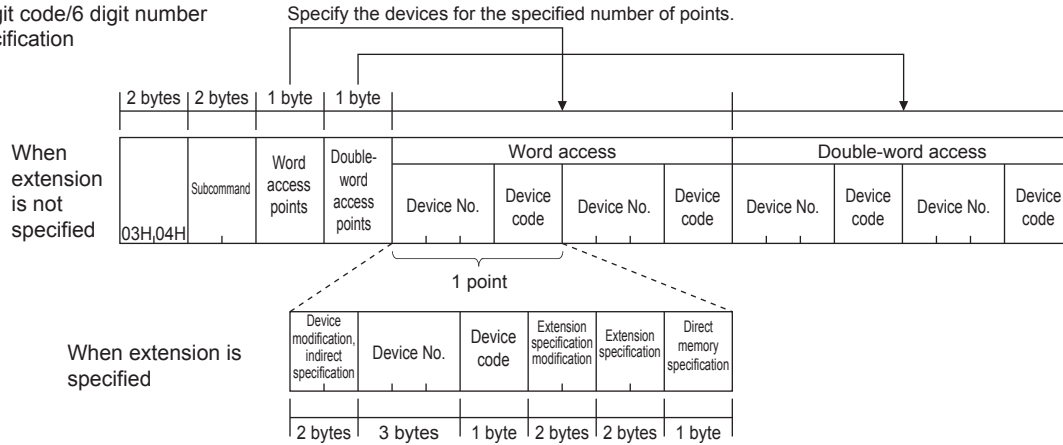 git code/6 digit number
cification
Specify the devices for the specified number of points.
2 bytes 2 bytes 1 byte 1 byte
When
extension
is not
specified
03H, 04H
Subcommand
Word
access
points
Double-
word
access
points
Word access
Device No.
Device
code
Device No.
Device
code
Double-word access
Device No.
Device
code
Device No.
Device
code
1 point
When extension is
specified
Device
modification,
indirect
specification
Device No.
Device
code
Extension
specification
modification
Extension
specification
Direct
memory
specification
2 bytes 3 bytes 1 byte 2 bytes 2 bytes 1 byte